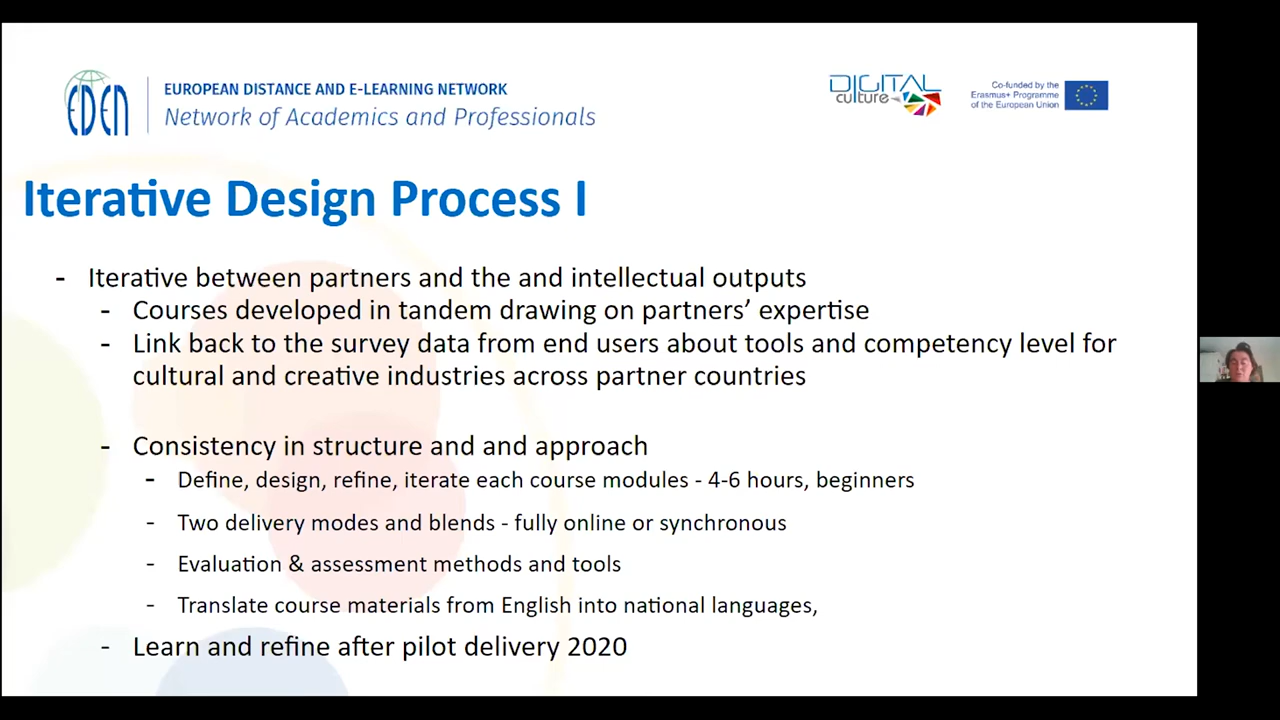 EDEN
EUROPEAN DISTANCE AND E-LEARNING NETWORK
Network of Academics and Professionals
DIGITAL
culture
Co-funded by the
Erasmus+ Programme
of the European Union
Iterative Design Process I
- Iterative between partners and the and intellectual outputs
- Courses developed in tandem drawing on partners’ expertise
- Link back to the survey data from end users about tools and competency level for
cultural and creative industries across partner countries
- Consistency in structure and and approach
- Define, design, refine, iterate each course modules - 4-6 hours, beginners
- Two delivery modes and blends - fully online or synchronous
- Evaluation & assessment methods and tools
- Translate course materials from English into national languages,
- Learn and refine after pilot delivery 2020